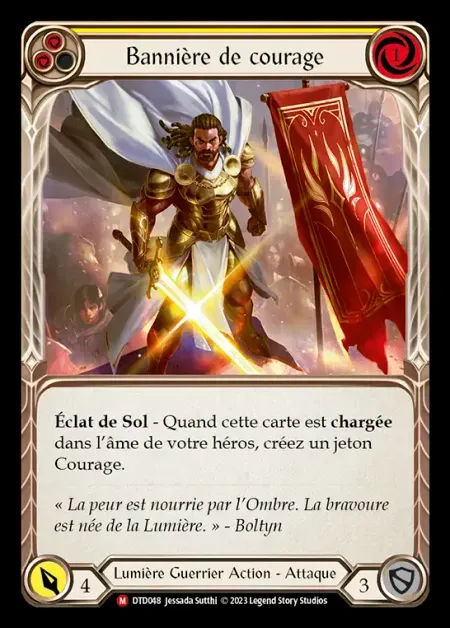 Bannière de courage
1
Éclat de Sol - Quand cette carte est chargée
dans l'âme de votre héros, créez un jeton
Courage.
« La peur est nourrie par l'Ombre. La bravoure
est née de la Lumière. » - Boltyn
4
Lumière Guerrier Action - Attaque
3
M DTD048 Jessada Sutthi © 2023 Legend Story Studios